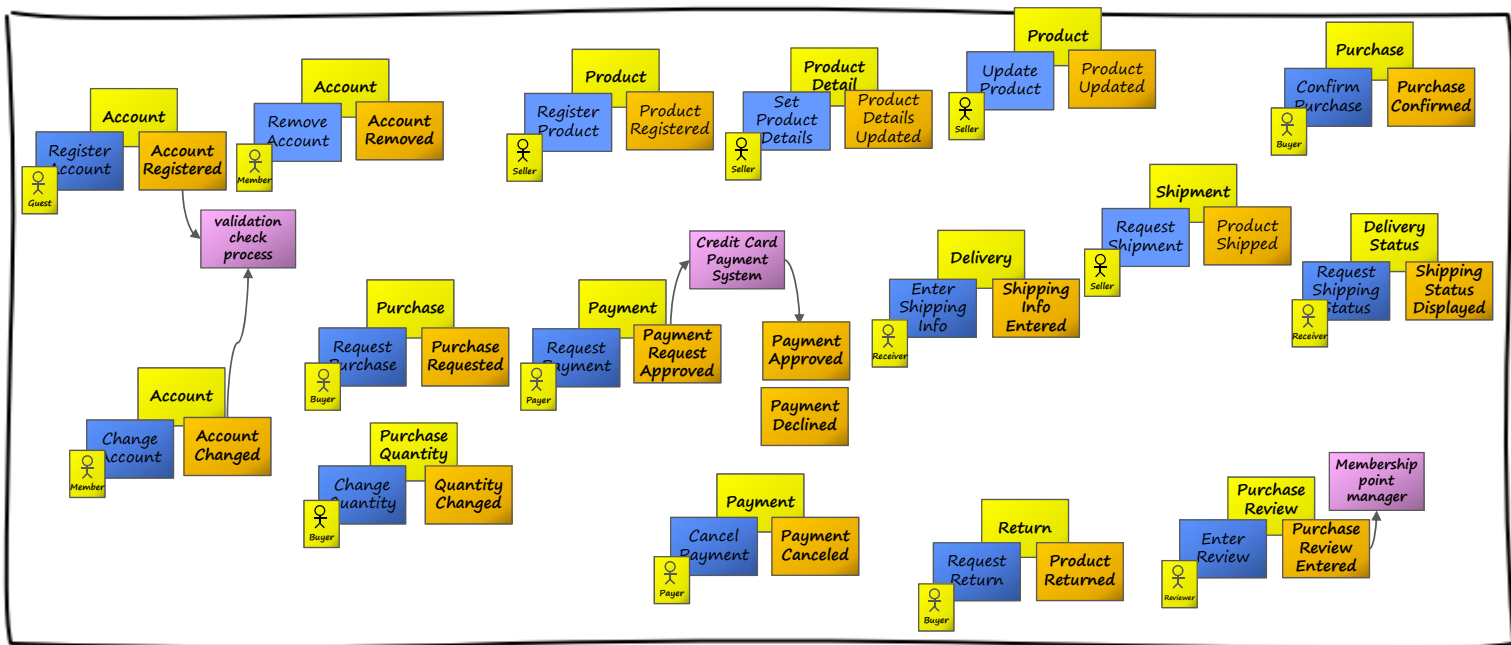 Account
Register
Account
Guest
Account
Registered
Account
Remove
Account
Member
Account
Removed
Product
Register
Product
Seller
Product
Registered
Product
Detail
Set
Product
Details
Seller
Product
Details
Updated
Product
Update
Product
Seller
Product
Updated
Purchase
Confirm
Purchase
Buyer
Purchase
Confirmed
validation
check
process
Credit Card
Payment
System
Shipment
Request
Shipment
Seller
Product
Shipped
Delivery
Status
Request
Shipping
Status
Receiver
Shipping
Status
Displayed
Delivery
Enter
Shipping
Info
Receiver
Shipping
Info
Entered
Purchase
Request
Purchase
Buyer
Purchase
Requested
Payment
Request
Payment
Payer
Payment
Request
Approved
Payment
Approved
Payment
Declined
Account
Change
Account
Member
Account
Changed
Purchase
Quantity
Change
Quantity
Buyer
Quantity
Changed
Payment
Cancel
Payment
Payer
Payment
Canceled
Return
Request
Return
Buyer
Product
Returned
Purchase
Review
Enter
Review
Reviewer
Purchase
Review
Entered
Membership
point
manager